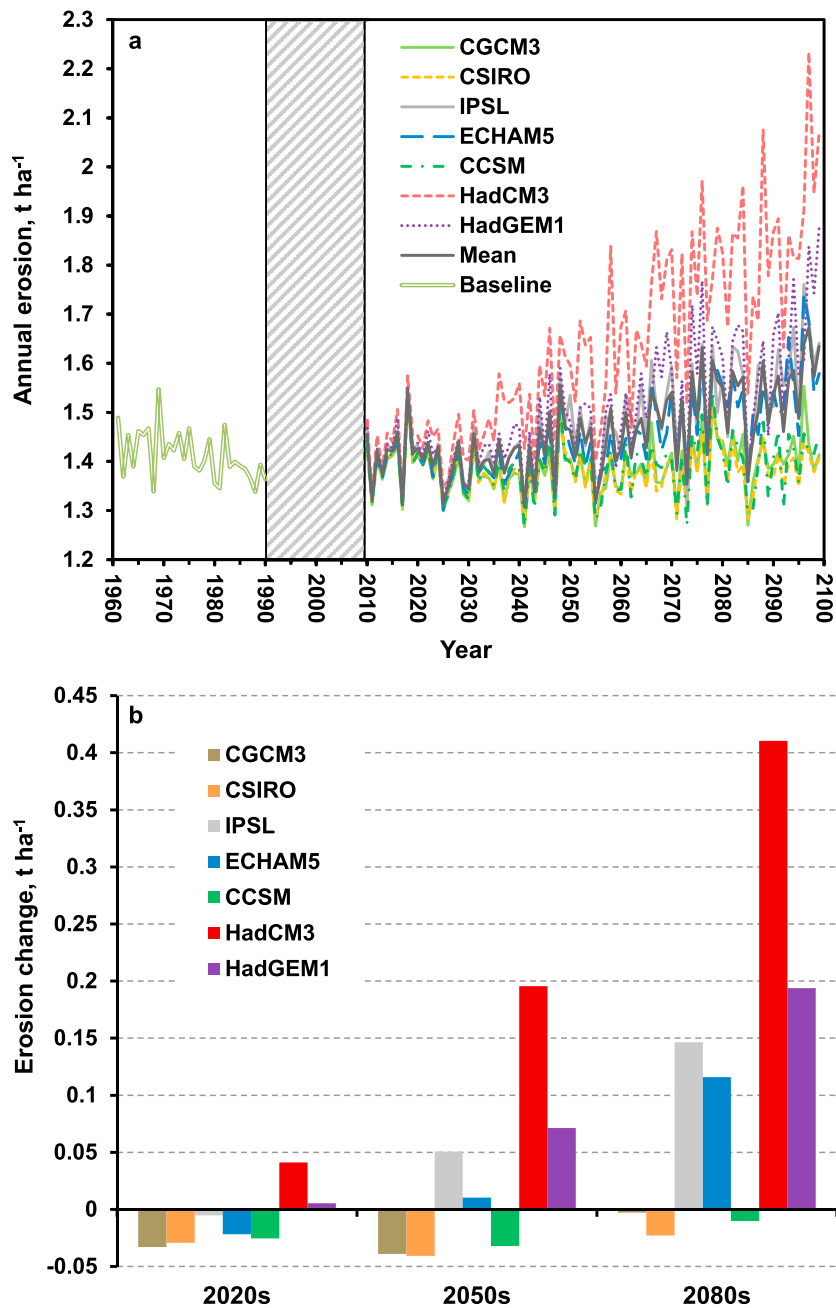 2.3
a
2.2
2.1
2
1.9
1.8
1.7
1.6
1.5
1.4
1.3
1.2
Annual erosion, t ha-1
CGCM3
CSIRO
IPSL
ECHAM5
CCSM
HadCM3
HadGEM1
Mean
Baseline
1960
1970
1980
1990
2000
2010
2020
2030
2040
2050
2060
2070
2080
2090
2100
Year
0.45
b
0.4
0.35
0.3
0.25
0.2
0.15
0.1
0.05
0
-0.05
Erosion change, t ha-1
CGCM3
CSIRO
IPSL
ECHAM5
CCSM
HadCM3
HadGEM1
2020s 2050s 2080s